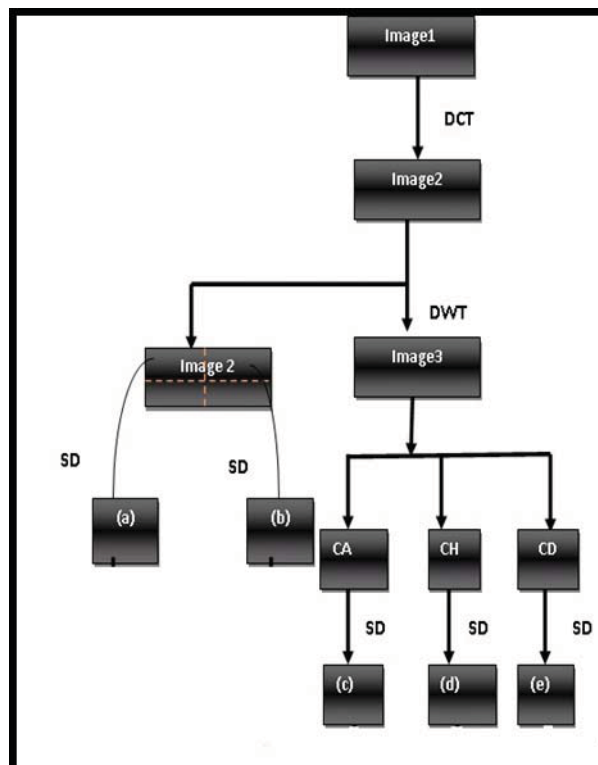 Image1
DCT
Image2
DWT
Image 2
Image3
SD
SD
(a)
(b)
CA
CH
CD
SD
SD
SD
(c)
(d)
(e)